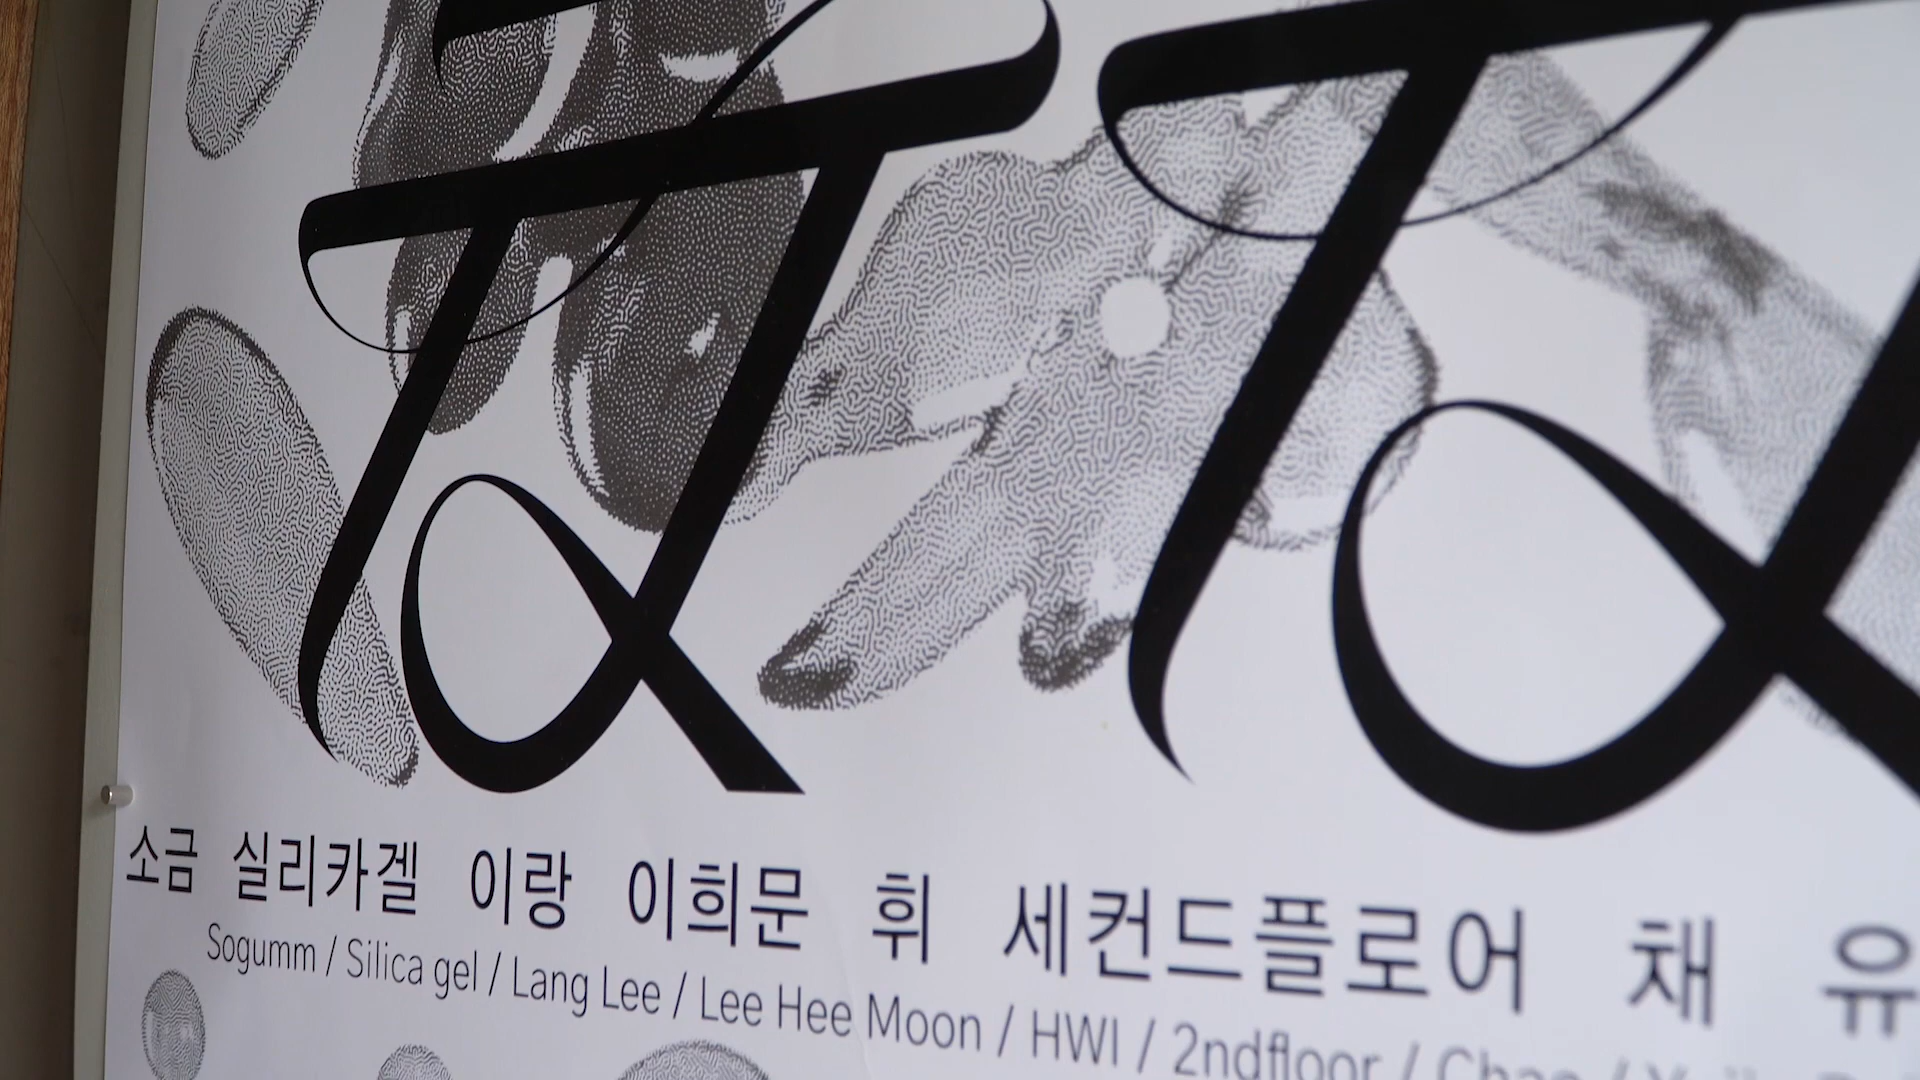 소금 실리카겔 이랑 이희문 휘 세컨드플로어 채 유
Sogumm / Silica gel / Lang Lee / Lee Hee Moon / HWI / 2ndfloor /